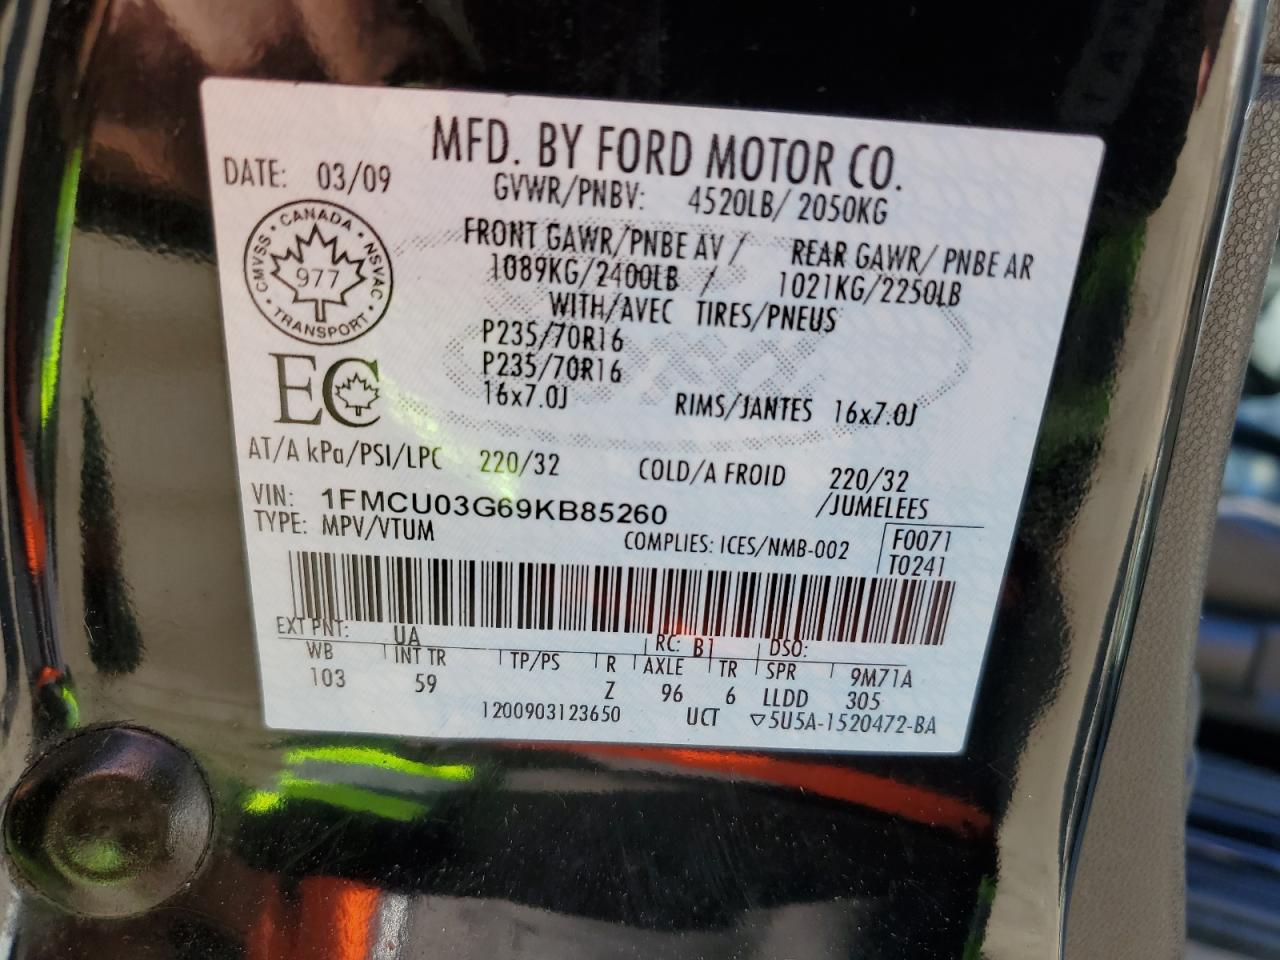 MFD. BY FORD MOTOR CO.
DATE: 03/09
GVWR/PNBV: 4520LB/ 2050KG
FRONT GAWR/PNBE AV / REAR GAWR/ PNBE AR
1089KG/2400LB / 1021KG/2250LB
WITH/AVEC TIRES/PNEUS
CMVSS · CANADA · NSVAC · TRANSPORT
977
P235/70R16
P235/70R16
16x7.0J RIMS/JANTES 16x7.0J
EC
AT/A kPa/PSI/LPC 220/32 COLD/A FROID 220/32
VIN: 1FMCU03G69KB85260 /JUMELEES
TYPE: MPV/VTUM COMPLIES: ICES/NMB-002 F0071
T0241
EXT PNT: UA RC: B1 DSO:
WB INT TR TP/PS R AXLE TR SPR 9M71A
103 59 Z 96 6 LLDD 305
1200903123650 UCT ▽5U5A-1520472-BA